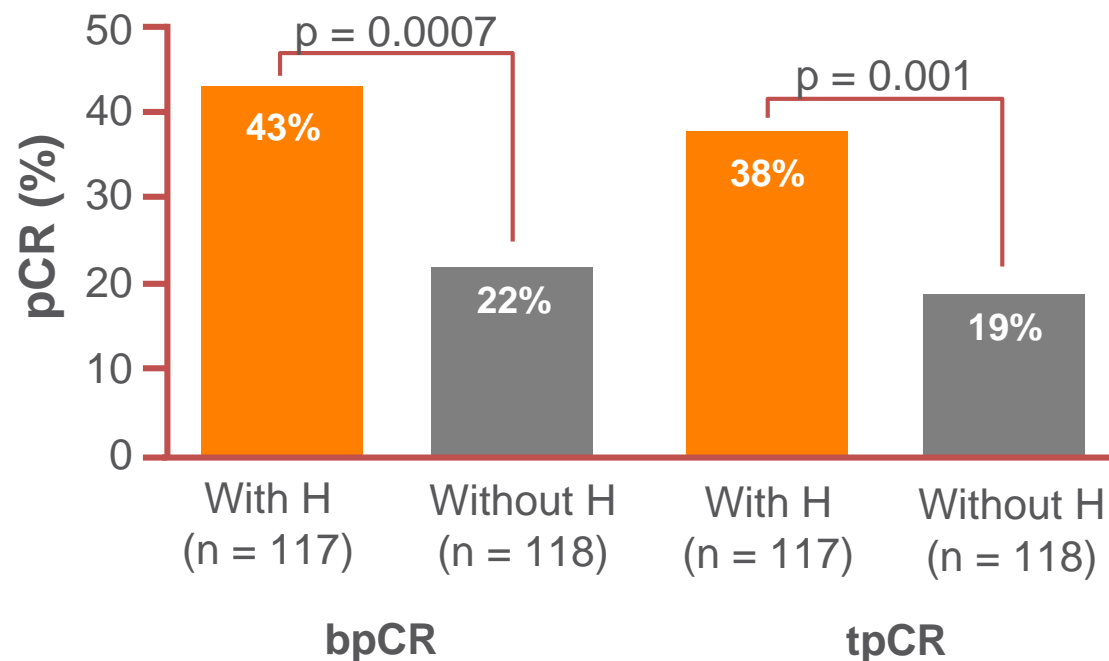 pCR (%)
50
40
30
20
10
0
p = 0.0007
p = 0.001
43%
22%
38%
19%
With H
(n = 117)
Without H
(n = 118)
With H
(n = 117)
Without H
(n = 118)
bpCR
tpCR